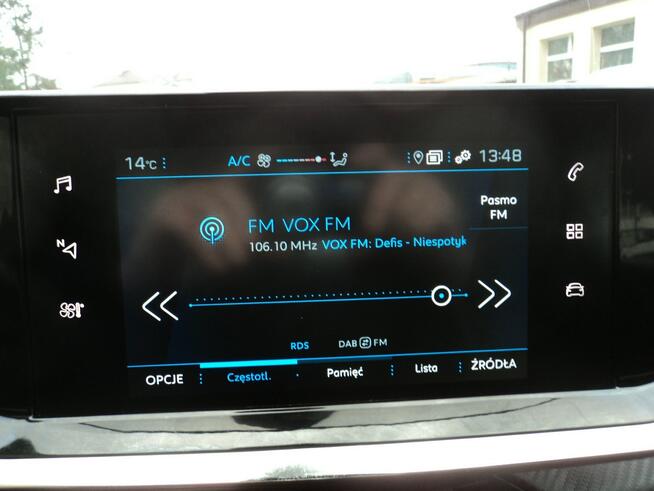 14°C A/C 13:48
Pasmo
FM
FM VOX FM
106.10 MHz VOX FM: Defis - Niespotyk
N
RDS DAB FM
OPCJE Częstotl. Pamięć Lista ŹRÓDŁA